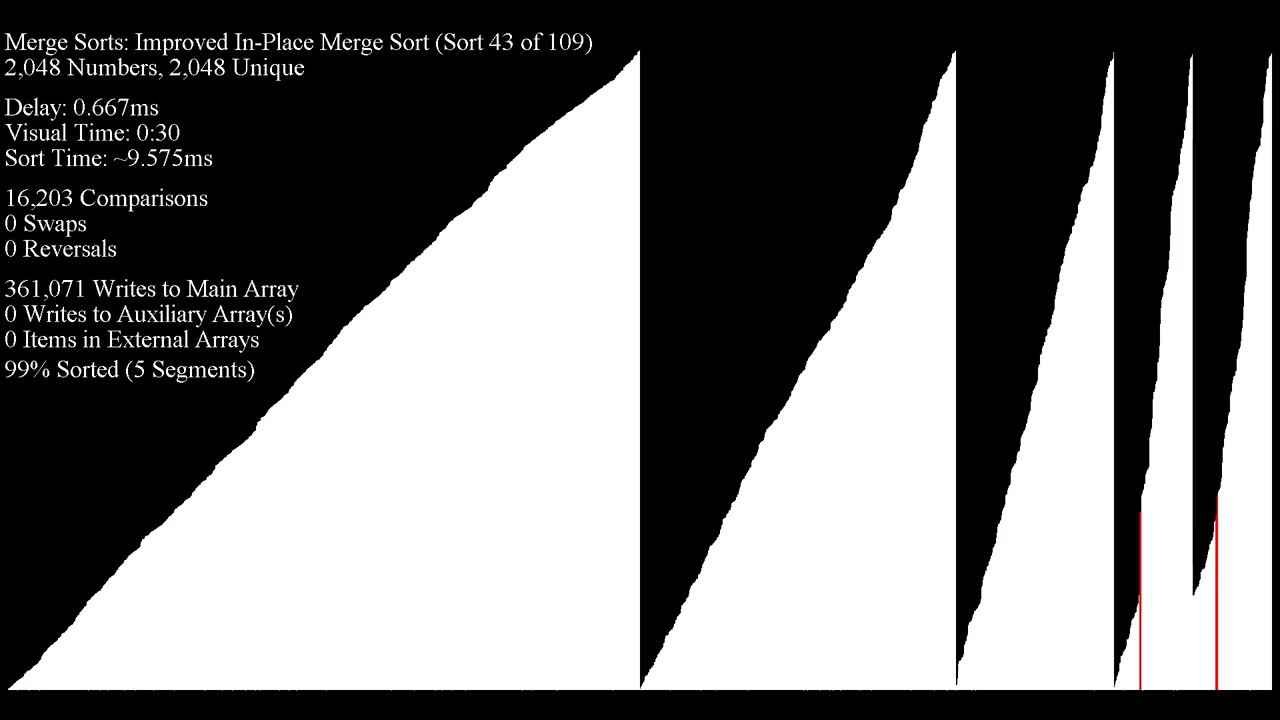 Merge Sorts: Improved In-Place Merge Sort (Sort 43 of 109)
2,048 Numbers, 2,048 Unique
Delay: 0.667ms
Visual Time: 0:30
Sort Time: ~9.575ms
16,203 Comparisons
0 Swaps
0 Reversals
361,071 Writes to Main Array
0 Writes to Auxiliary Array(s)
0 Items in External Arrays
99% Sorted (5 Segments)